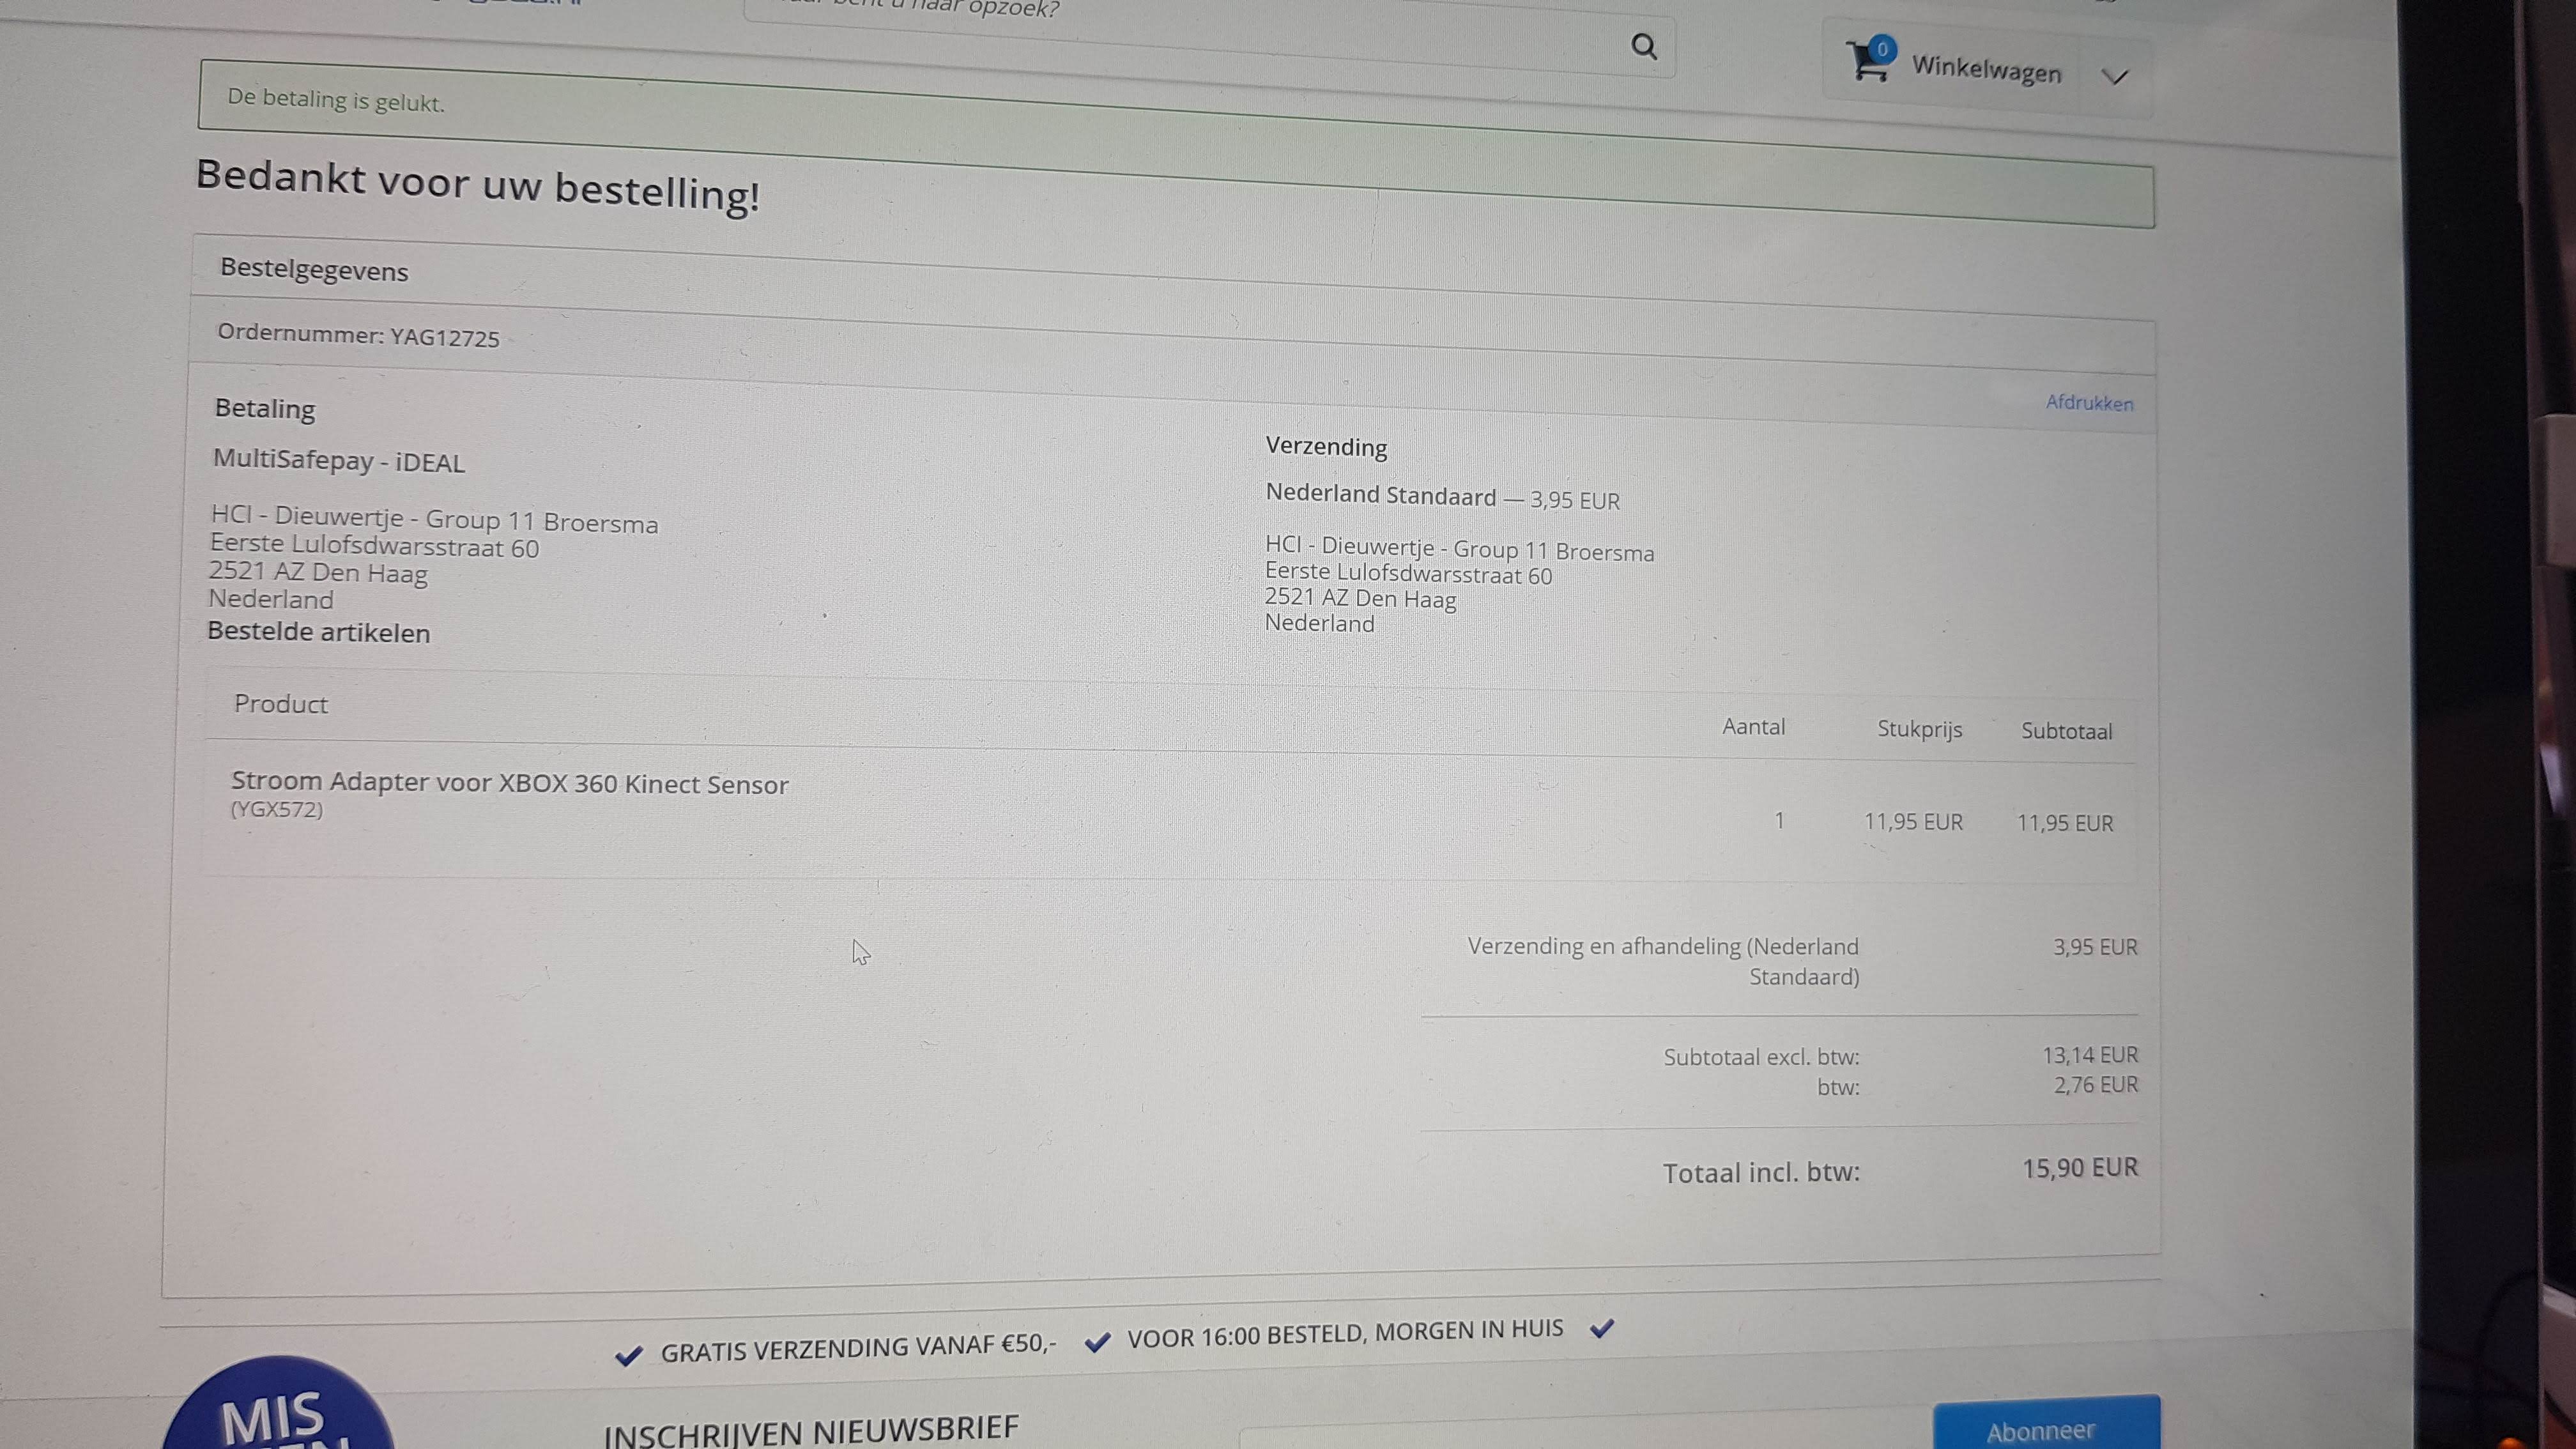 naar opzoek?
0 Winkelwagen
De betaling is gelukt.
Bedankt voor uw bestelling!
Bestelgegevens
Ordernummer: YAG12725
Afdrukken
Betaling
MultiSafepay - iDEAL
HCI - Dieuwertje - Group 11 Broersma
Eerste Lulofsdwarsstraat 60
2521 AZ Den Haag
Nederland
Verzending
Nederland Standaard — 3,95 EUR
HCI - Dieuwertje - Group 11 Broersma
Eerste Lulofsdwarsstraat 60
2521 AZ Den Haag
Nederland
Bestelde artikelen
Product Aantal Stukprijs Subtotaal
Stroom Adapter voor XBOX 360 Kinect Sensor
(YGX572) 1 11,95 EUR 11,95 EUR
Verzending en afhandeling (Nederland 3,95 EUR
Standaard)
Subtotaal excl. btw: 13,14 EUR
btw: 2,76 EUR
Totaal incl. btw: 15,90 EUR
GRATIS VERZENDING VANAF €50,- VOOR 16:00 BESTELD, MORGEN IN HUIS
MIS
INSCHRIJVEN NIEUWSBRIEF
Abonneer